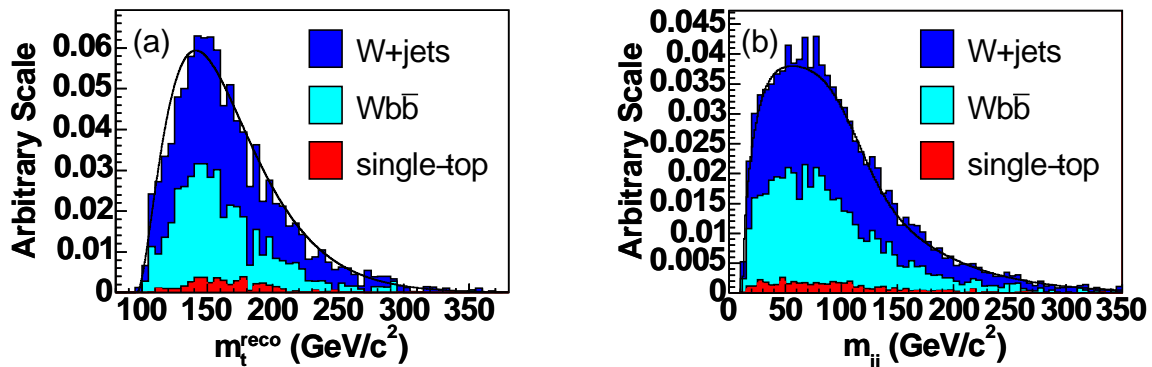 (a)
W+jets
Wbb̄
single-top
Arbitrary Scale
0.06
0.05
0.04
0.03
0.02
0.01
0
100 150 200 250 300 350
m_t^reco (GeV/c²)
(b)
W+jets
Wbb̄
single-top
Arbitrary Scale
0.045
0.04
0.035
0.03
0.025
0.02
0.015
0.01
0.005
0
0 50 100 150 200 250 300 350
m_jj (GeV/c²)